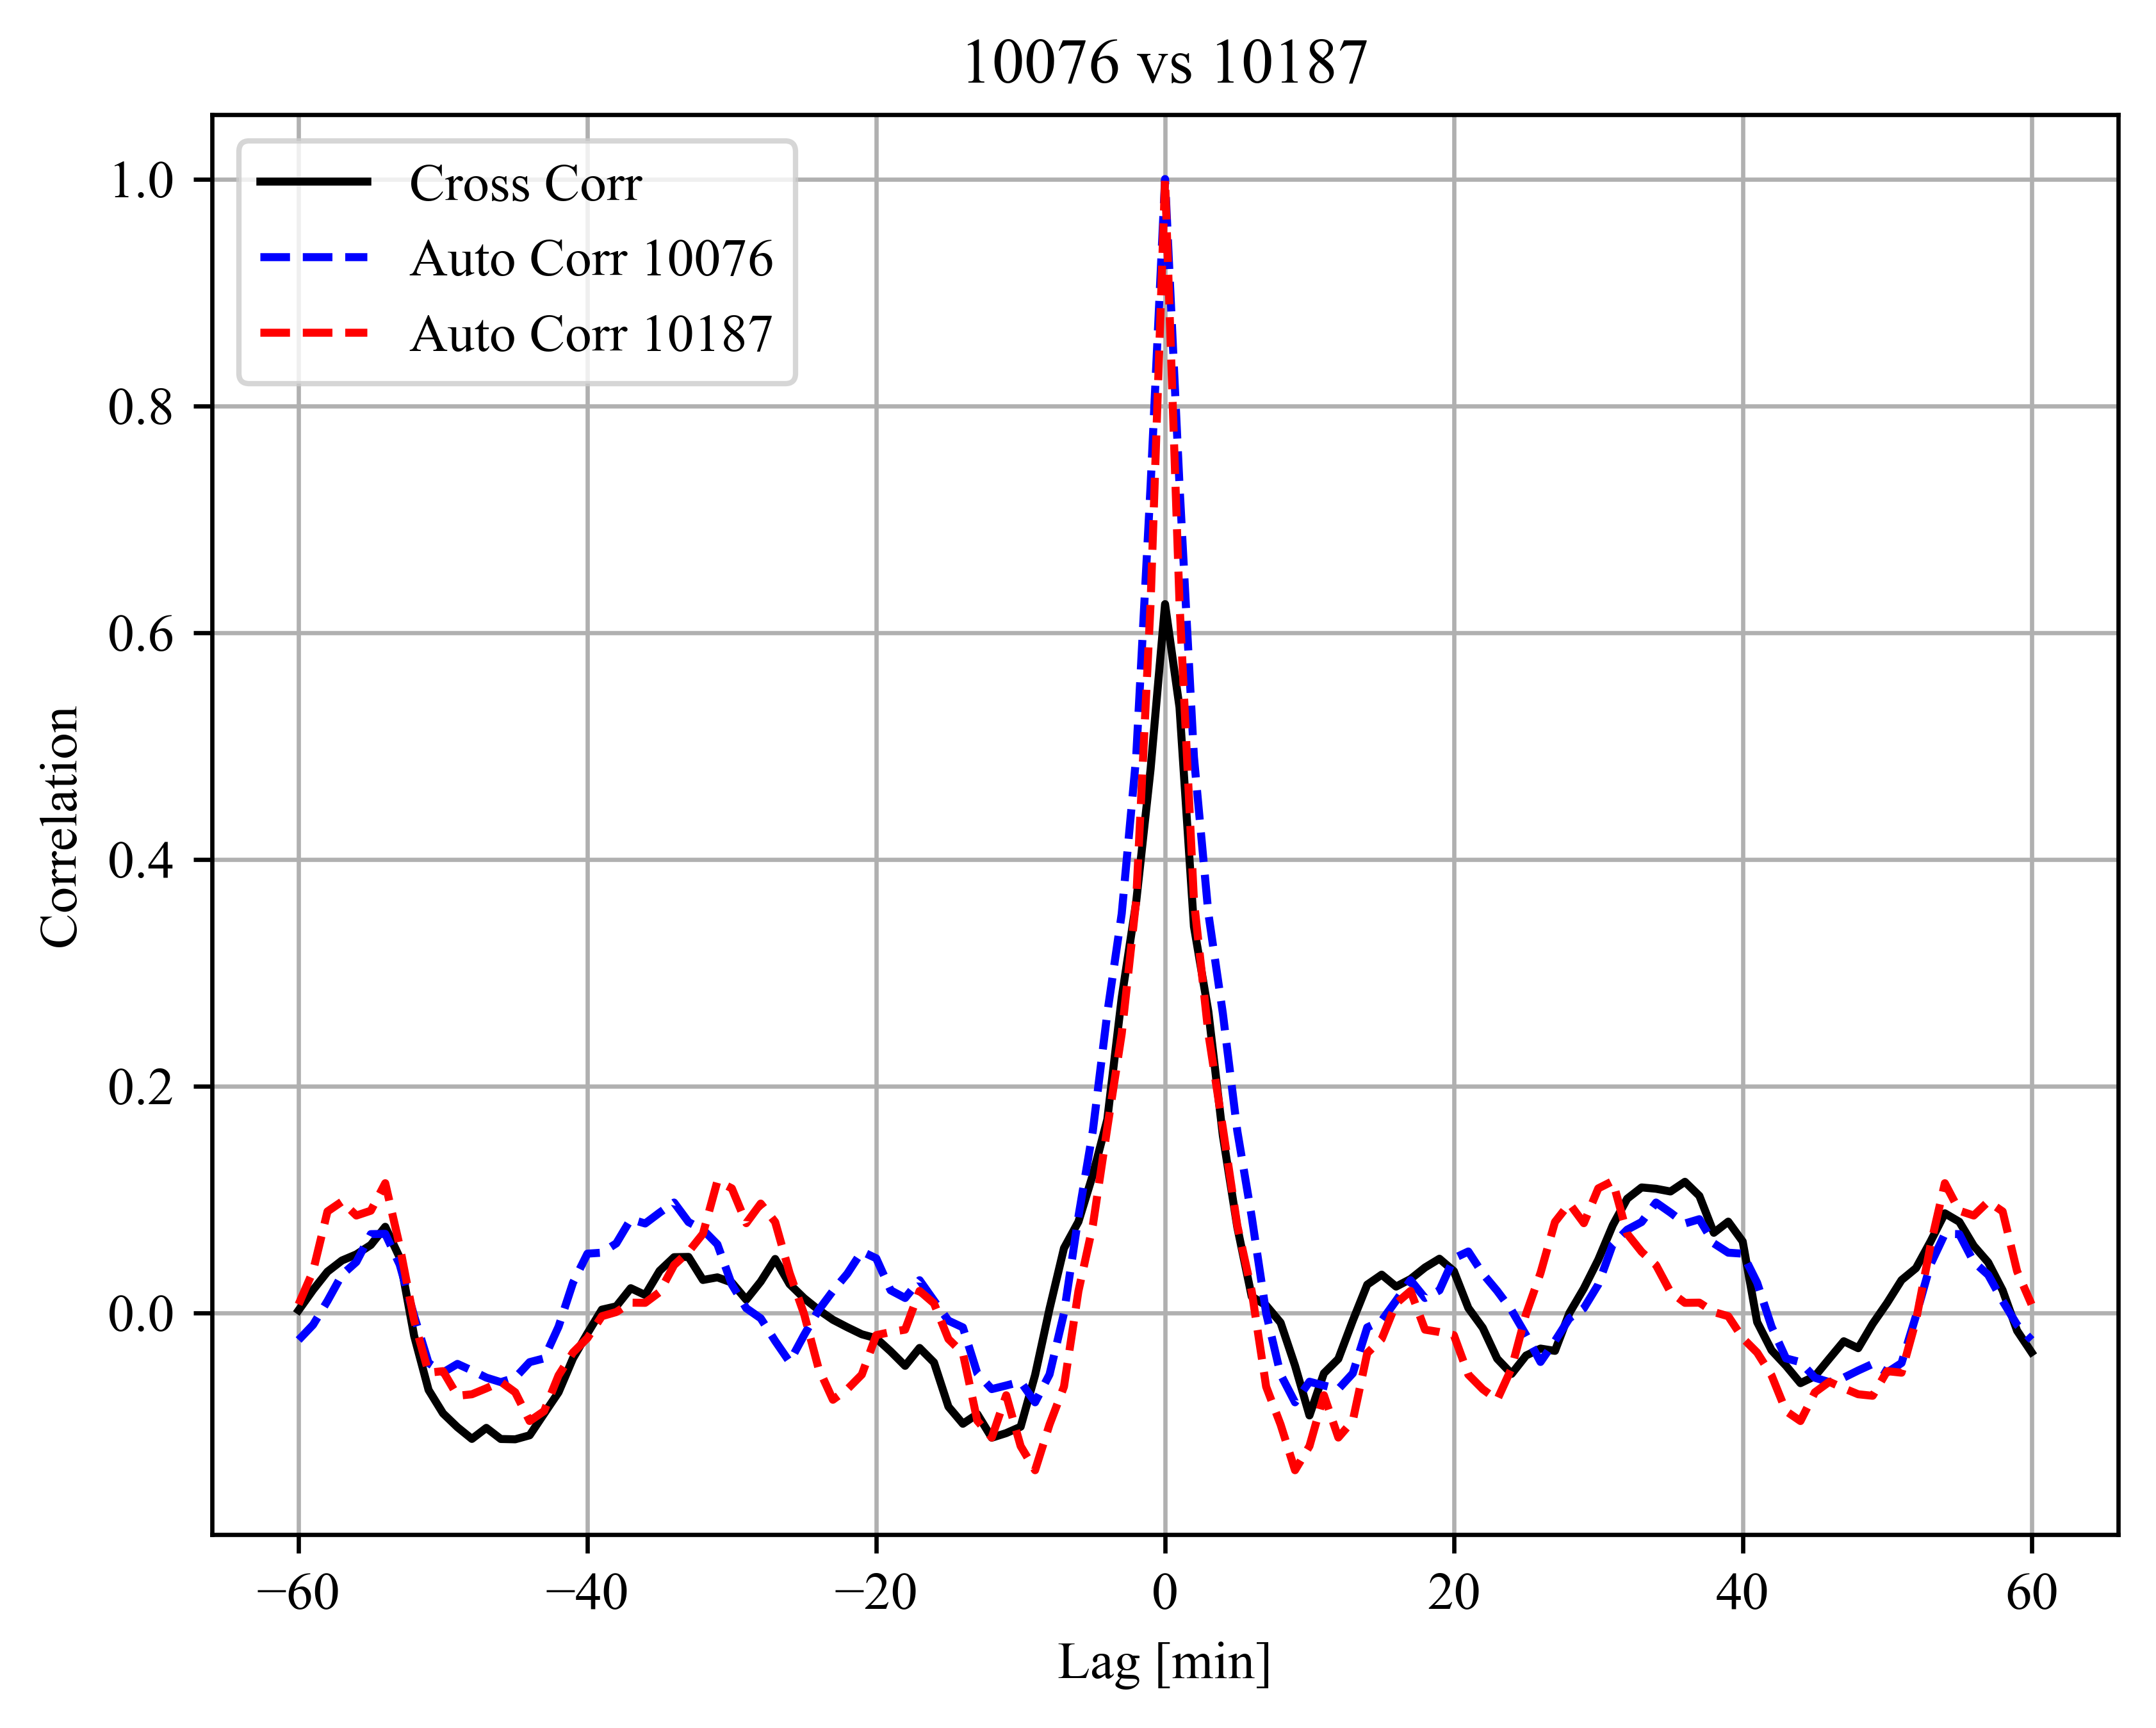 10076 vs 10187
Cross Corr
Auto Corr 10076
Auto Corr 10187
1.0
0.8
0.6
0.4
0.2
0.0
Correlation
−60 −40 −20 0 20 40 60
Lag [min]